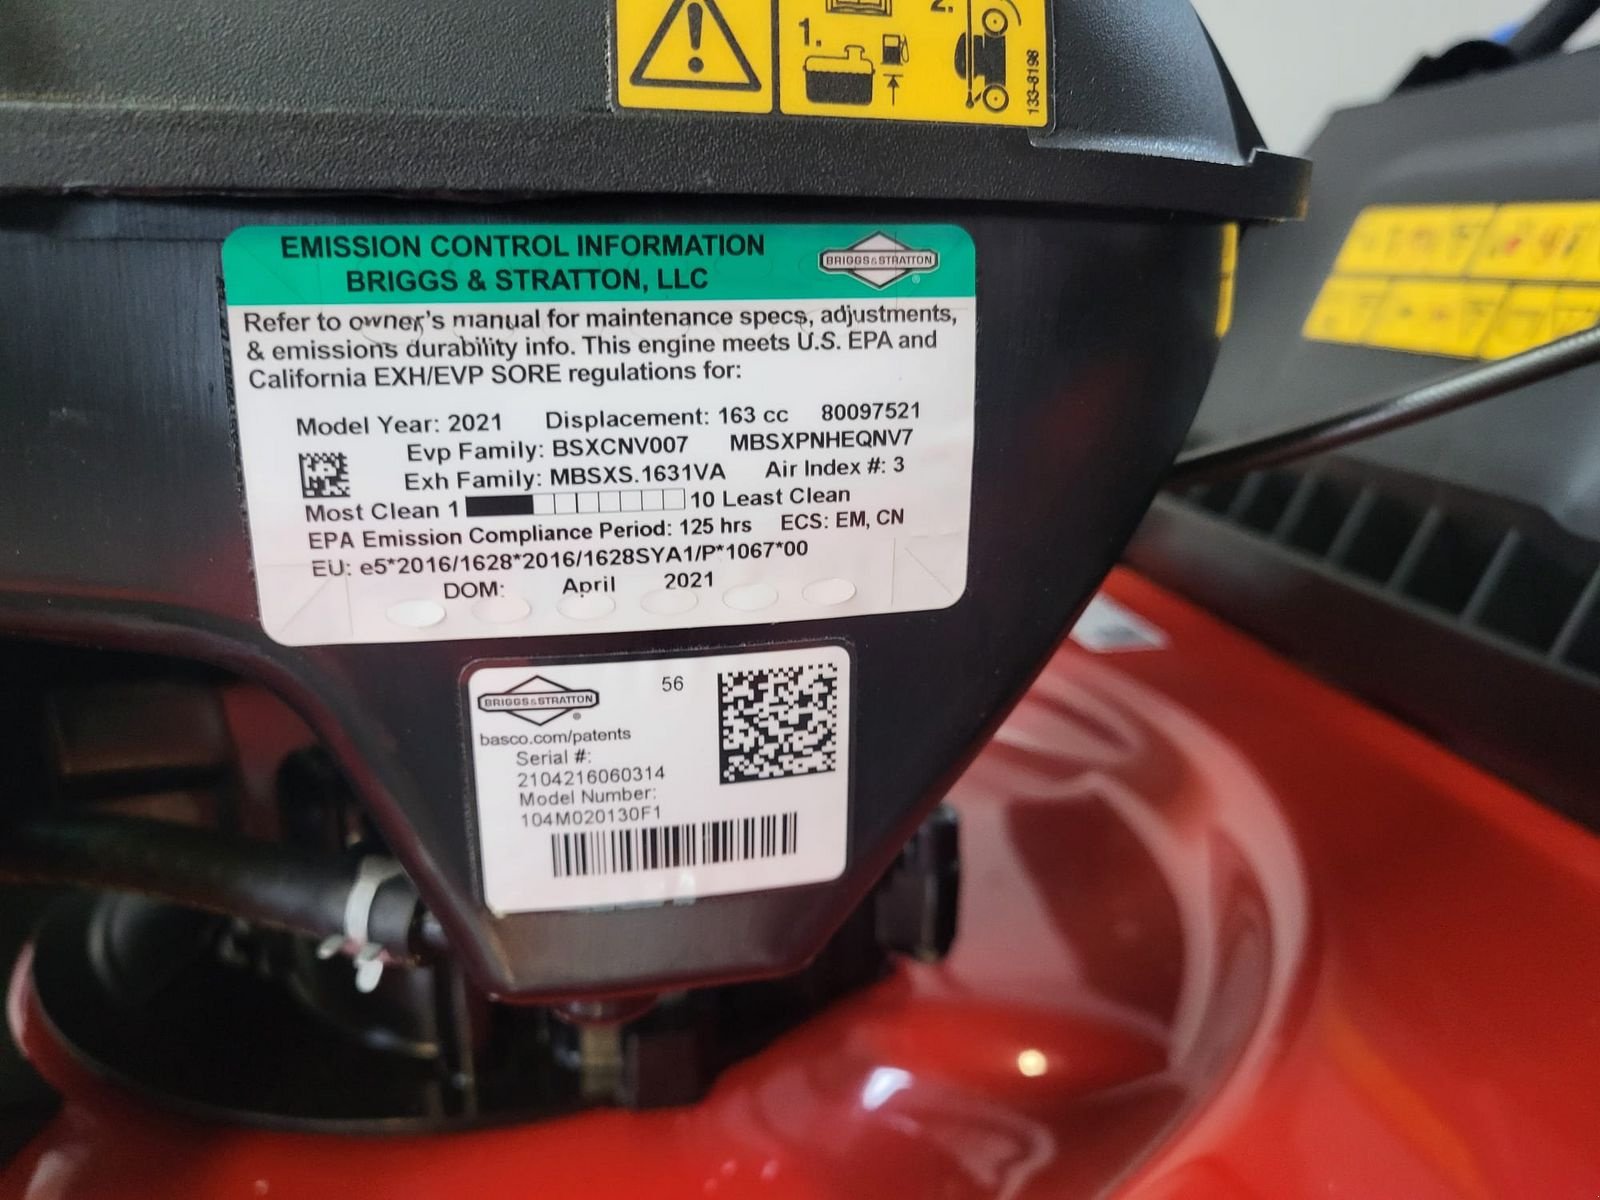 1.
2.
133-8198
EMISSION CONTROL INFORMATION
BRIGGS & STRATTON, LLC
BRIGGS&STRATTON®
Refer to owner's manual for maintenance specs, adjustments,
& emissions durability info. This engine meets U.S. EPA and
California EXH/EVP SORE regulations for:
Model Year: 2021 Displacement: 163 cc 80097521
Evp Family: BSXCNV007 MBSXPNHEQNV7
Exh Family: MBSXS.1631VA Air Index #: 3
Most Clean 1 10 Least Clean
EPA Emission Compliance Period: 125 hrs ECS: EM, CN
EU: e5*2016/1628*2016/1628SYA1/P*1067*00
DOM: April 2021
BRIGGS&STRATTON®
56
basco.com/patents
Serial #:
2104216060314
Model Number:
104M020130F1